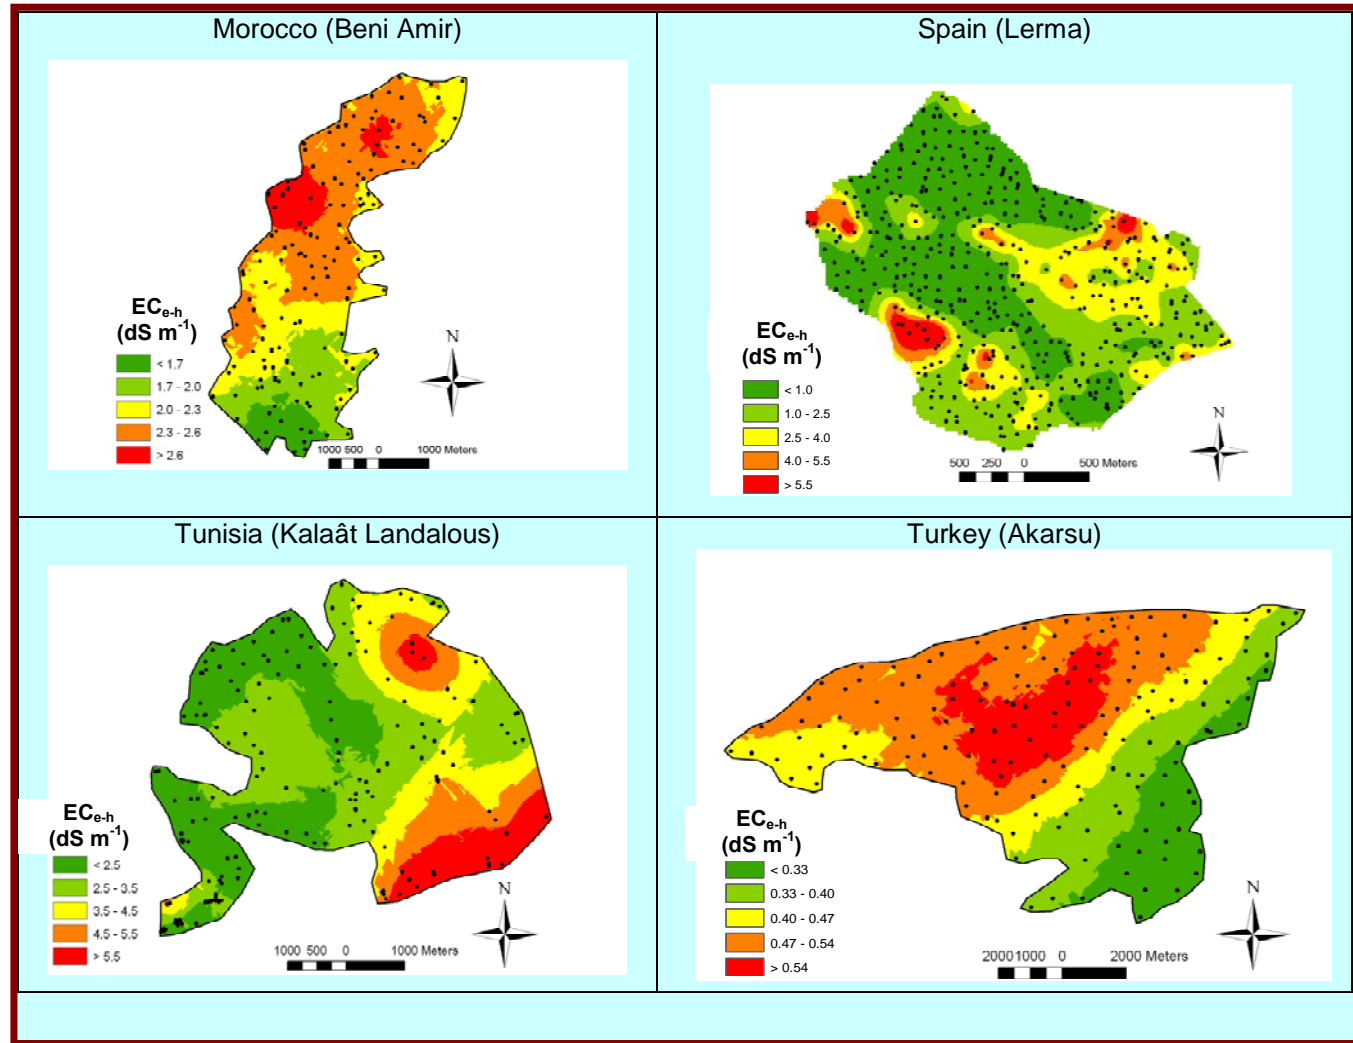 Morocco (Beni Amir)
ECe-h
(dS m-1)
< 1.7
1.7 - 2.0
2.0 - 2.3
2.3 - 2.6
> 2.6
N
1000 500 0 1000 Meters
Spain (Lerma)
ECe-h
(dS m-1)
< 1.0
1.0 - 2.5
2.5 - 4.0
4.0 - 5.5
> 5.5
N
500 250 0 500 Meters
Tunisia (Kalaât Landalous)
ECe-h
(dS m-1)
< 2.5
2.5 - 3.5
3.5 - 4.5
4.5 - 5.5
> 5.5
N
1000 500 0 1000 Meters
Turkey (Akarsu)
ECe-h
(dS m-1)
< 0.33
0.33 - 0.40
0.40 - 0.47
0.47 - 0.54
> 0.54
N
2000 1000 0 2000 Meters